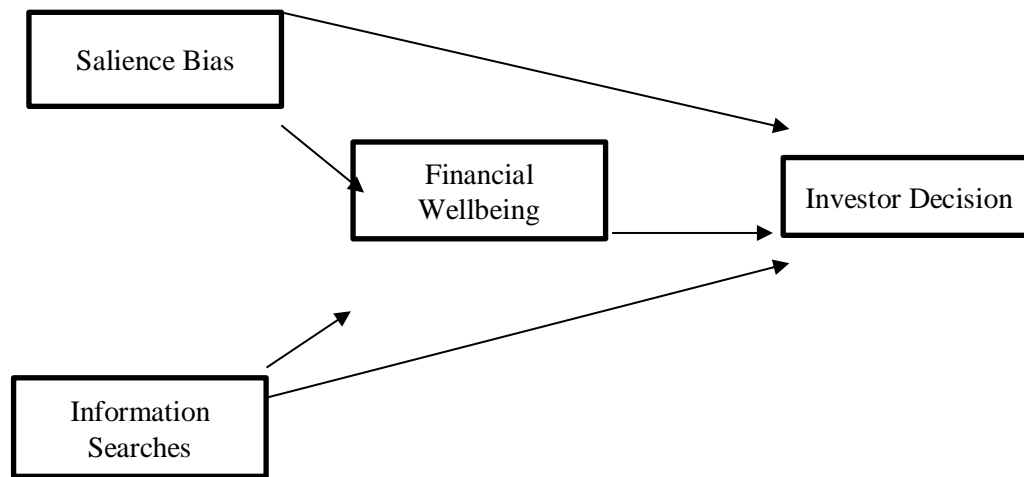 Salience Bias
Financial
Wellbeing
Investor Decision
Information
Searches